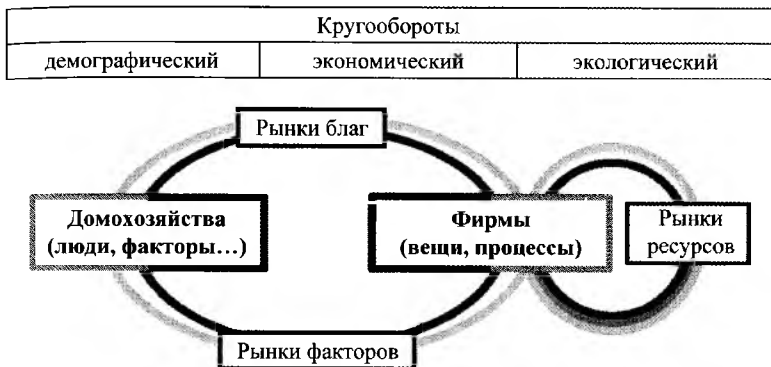 Кругообороты
демографический экономический экологический
Рынки благ
Домохозяйства
(люди, факторы...)
Фирмы
(вещи, процессы)
Рынки
ресурсов
Рынки факторов